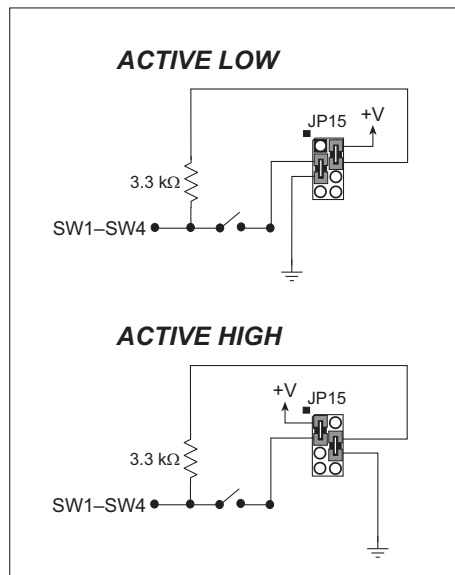 ACTIVE LOW
JP15
+V
3.3 kΩ
SW1–SW4
ACTIVE HIGH
+V
JP15
3.3 kΩ
SW1–SW4